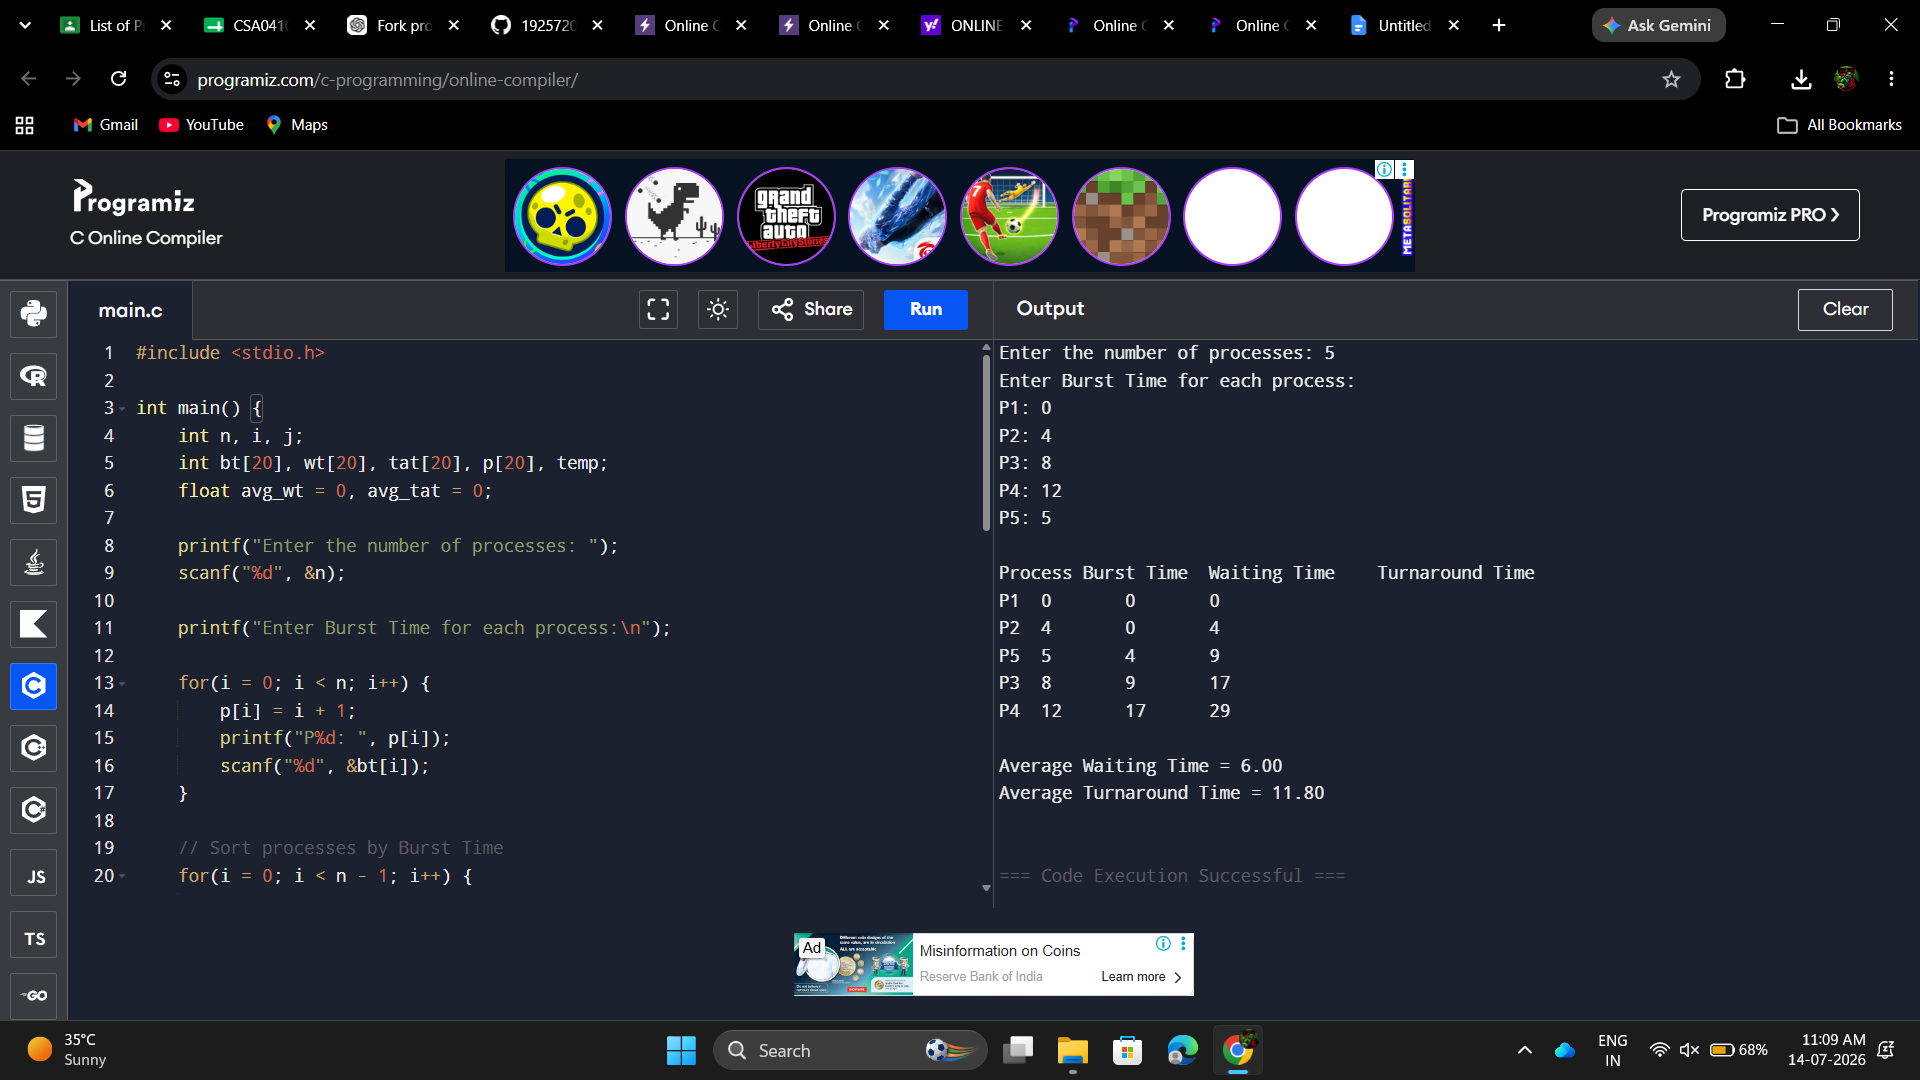 List of Pr
CSA041
Fork pro
1925720
Online C
Online C
ONLINE
Online C
Online C
Untitled
Ask Gemini
programiz.com/c-programming/online-compiler/
Gmail
YouTube
Maps
All Bookmarks
Programiz
C Online Compiler
grand
theft
auto
Liberty City Stories
METASOLITAIRE
Programiz PRO
main.c
Share
Run
Output
Clear
1 #include <stdio.h>
2
3 int main() {
4 int n, i, j;
5 int bt[20], wt[20], tat[20], p[20], temp;
6 float avg_wt = 0, avg_tat = 0;
7
8 printf("Enter the number of processes: ");
9 scanf("%d", &n);
10
11 printf("Enter Burst Time for each process:\n");
12
13 for(i = 0; i < n; i++) {
14 p[i] = i + 1;
15 printf("P%d: ", p[i]);
16 scanf("%d", &bt[i]);
17 }
18
19 // Sort processes by Burst Time
20 for(i = 0; i < n - 1; i++) {
Enter the number of processes: 5
Enter Burst Time for each process:
P1: 0
P2: 4
P3: 8
P4: 12
P5: 5
Process Burst Time Waiting Time Turnaround Time
P1 0 0 0
P2 4 0 4
P5 5 4 9
P3 8 9 17
P4 12 17 29
Average Waiting Time = 6.00
Average Turnaround Time = 11.80
=== Code Execution Successful ===
JS
TS
GO
Ad
Misinformation on Coins
Reserve Bank of India
Learn more
35°C
Sunny
Search
ENG
IN
68%
11:09 AM
14-07-2026